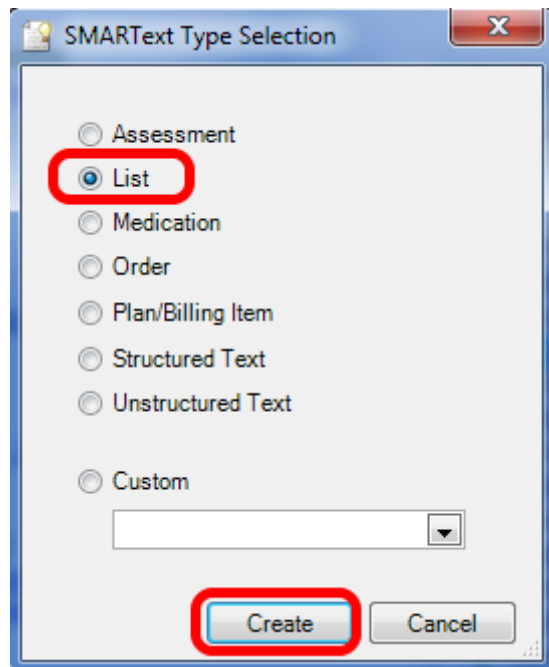 SMARText Type Selection
Assessment
List
Medication
Order
Plan/Billing Item
Structured Text
Unstructured Text
Custom
Create Cancel